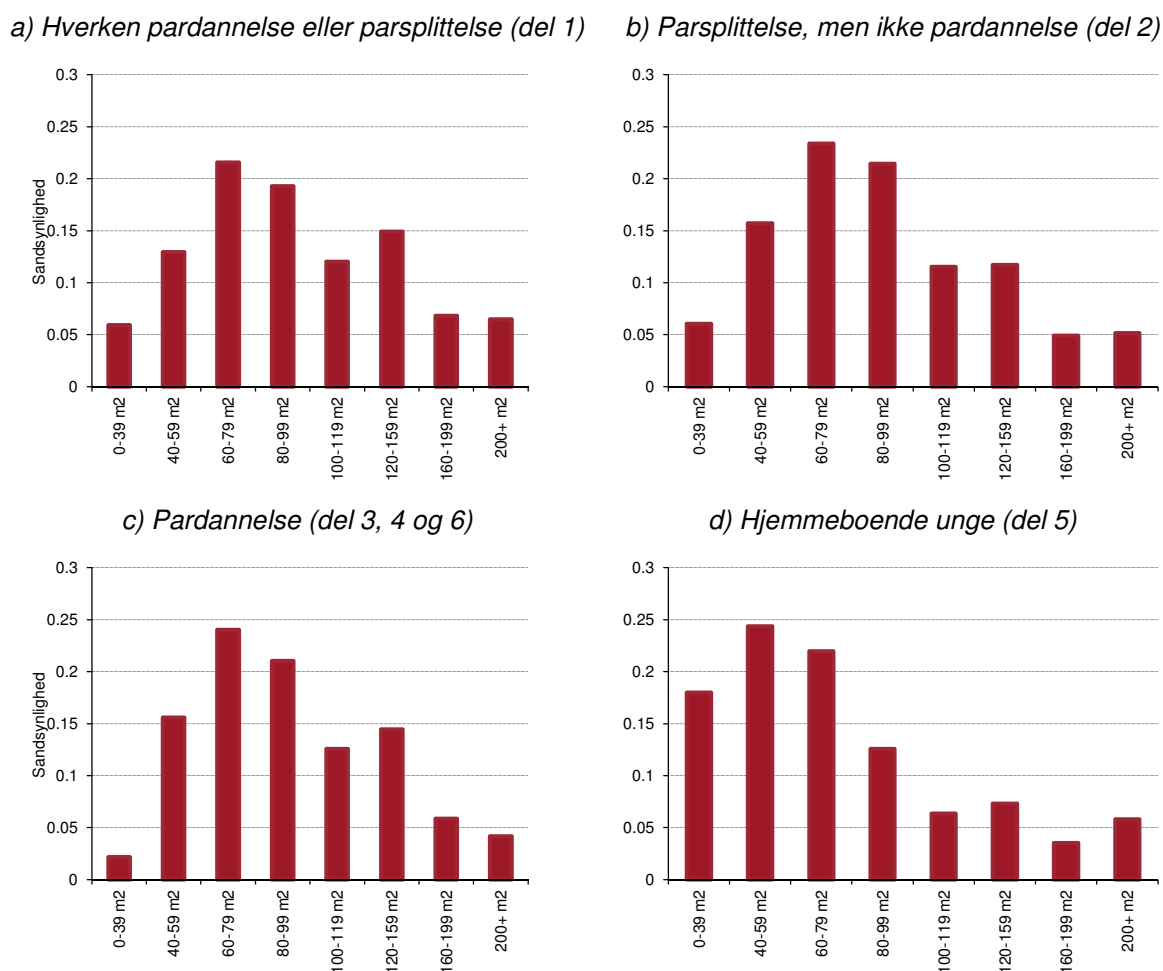 a) Hverken pardannelse eller parsplittelse (del 1)
0.3
0.25
0.2
0.15
0.1
0.05
0
Sandsynlighed
0-39 m2
40-59 m2
60-79 m2
80-99 m2
100-119 m2
120-159 m2
160-199 m2
200+ m2
b) Parsplittelse, men ikke pardannelse (del 2)
0.3
0.25
0.2
0.15
0.1
0.05
0
0-39 m2
40-59 m2
60-79 m2
80-99 m2
100-119 m2
120-159 m2
160-199 m2
200+ m2
c) Pardannelse (del 3, 4 og 6)
0.3
0.25
0.2
0.15
0.1
0.05
0
Sandsynlighed
0-39 m2
40-59 m2
60-79 m2
80-99 m2
100-119 m2
120-159 m2
160-199 m2
200+ m2
d) Hjemmeboende unge (del 5)
0.3
0.25
0.2
0.15
0.1
0.05
0
0-39 m2
40-59 m2
60-79 m2
80-99 m2
100-119 m2
120-159 m2
160-199 m2
200+ m2